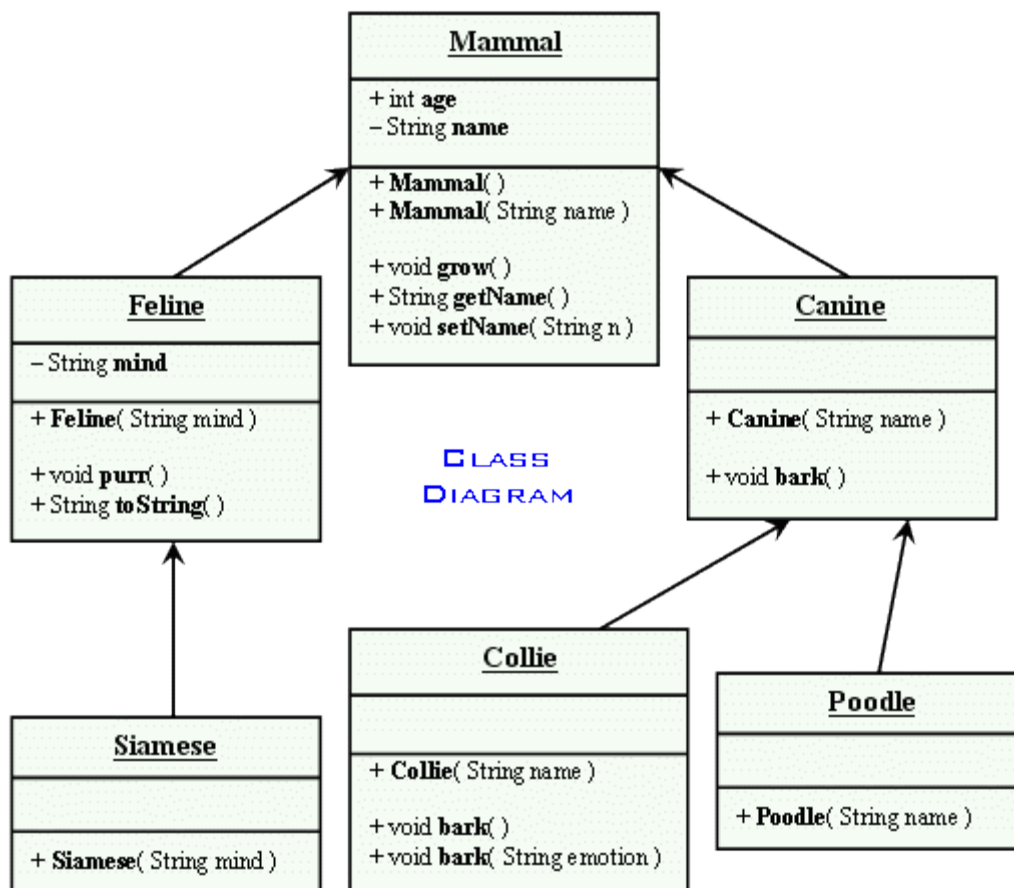 Mammal
+ int age
– String name
+ Mammal( )
+ Mammal( String name )
+ void grow( )
+ String getName( )
+ void setName( String n )
Feline
– String mind
+ Feline( String mind )
+ void purr( )
+ String toString( )
Canine
+ Canine( String name )
+ void bark( )
CLASS
DIAGRAM
Siamese
+ Siamese( String mind )
Collie
+ Collie( String name )
+ void bark( )
+ void bark( String emotion )
Poodle
+ Poodle( String name )